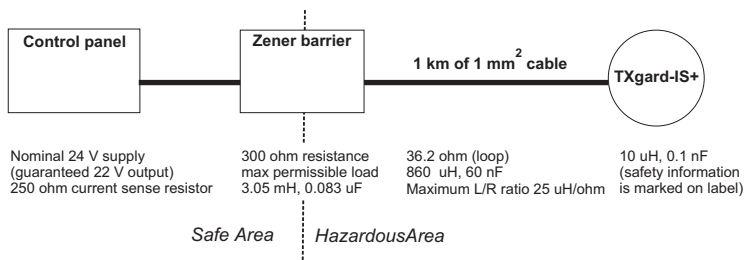 Control panel
Zener barrier
1 km of 1 mm² cable
TXgard-IS+
Nominal 24 V supply
(guaranteed 22 V output)
250 ohm current sense resistor
300 ohm resistance
max permissible load
3.05 mH, 0.083 uF
36.2 ohm (loop)
860 uH, 60 nF
Maximum L/R ratio 25 uH/ohm
10 uH, 0.1 nF
(safety information
is marked on label)
Safe Area
HazardousArea